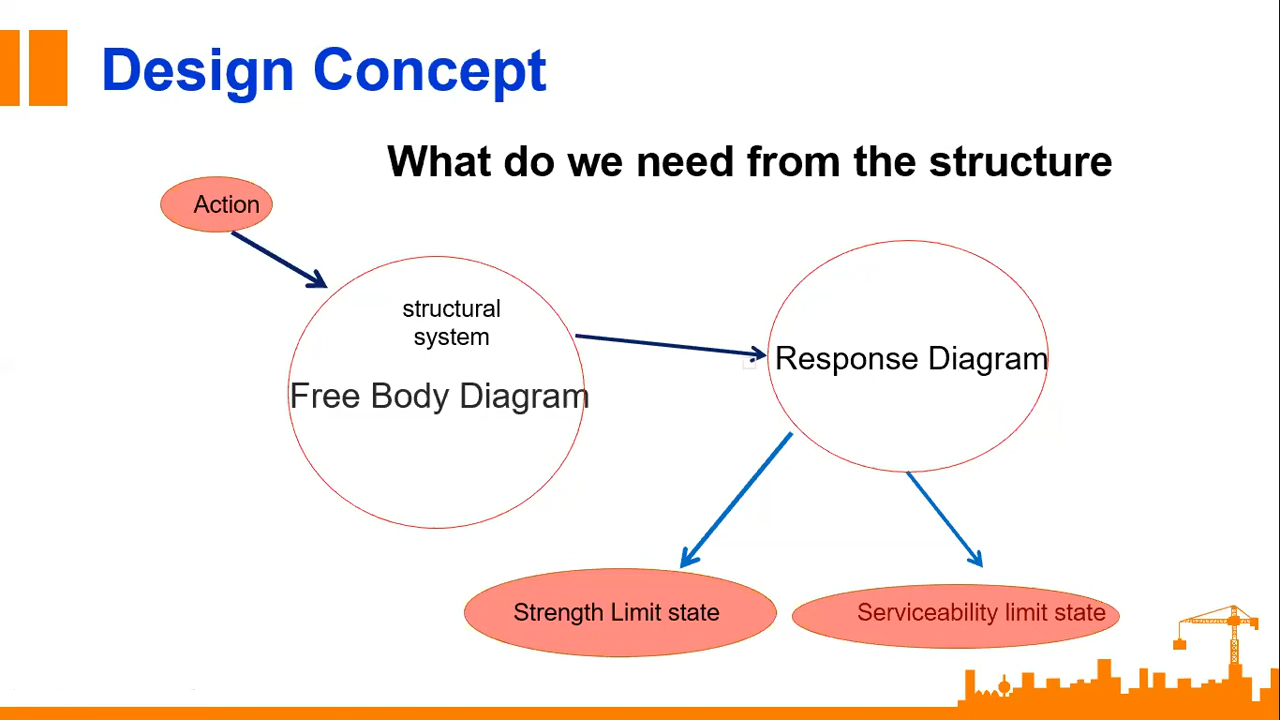 Design Concept
What do we need from the structure
Action
structural
system
Free Body Diagram
Response Diagram
Strength Limit state
Serviceability limit state